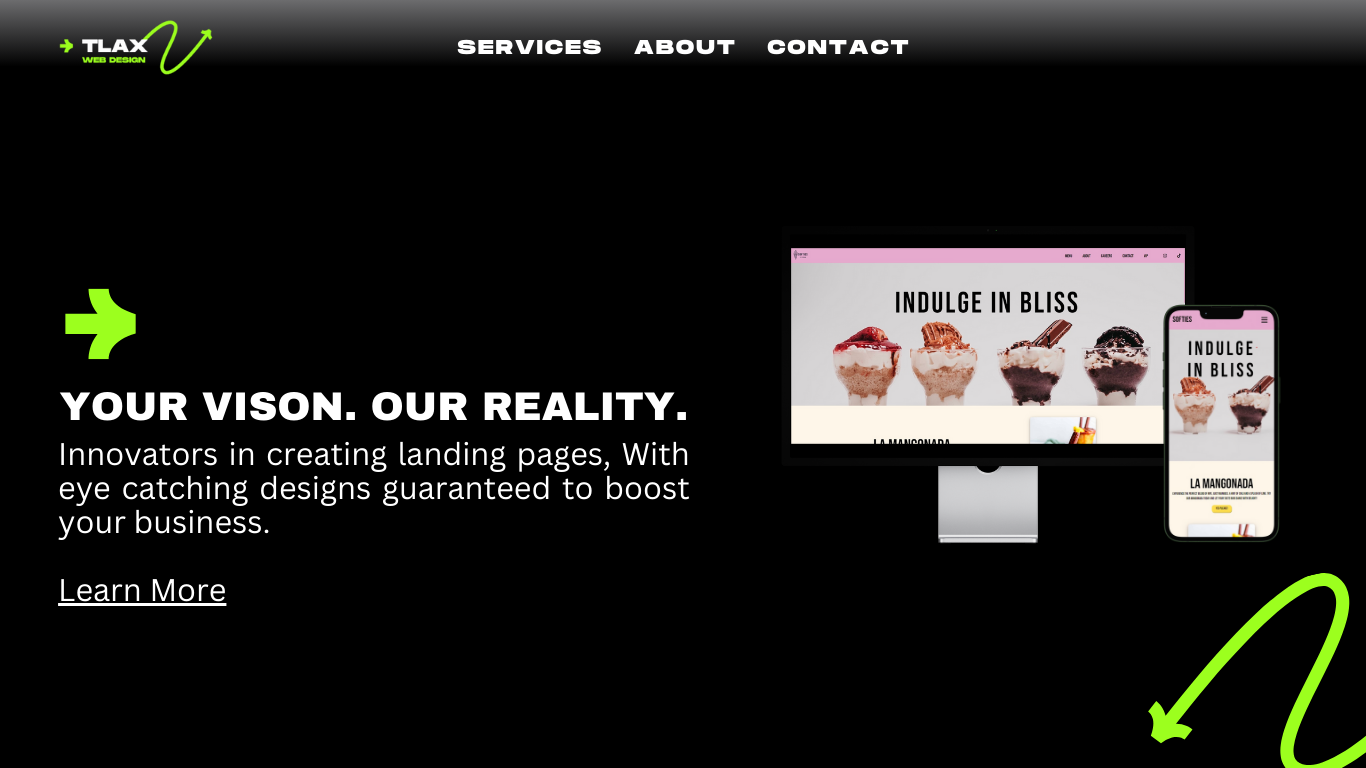 TLAX
WEB DESIGN
SERVICES ABOUT CONTACT
YOUR VISON. OUR REALITY.
Innovators in creating landing pages, With
eye catching designs guaranteed to boost
your business.
Learn More
MENU ABOUT CAREERS CONTACT
INDULGE IN BLISS
LA MANGONADA
SOFTIES
INDULGE
IN BLISS
LA MANGONADA